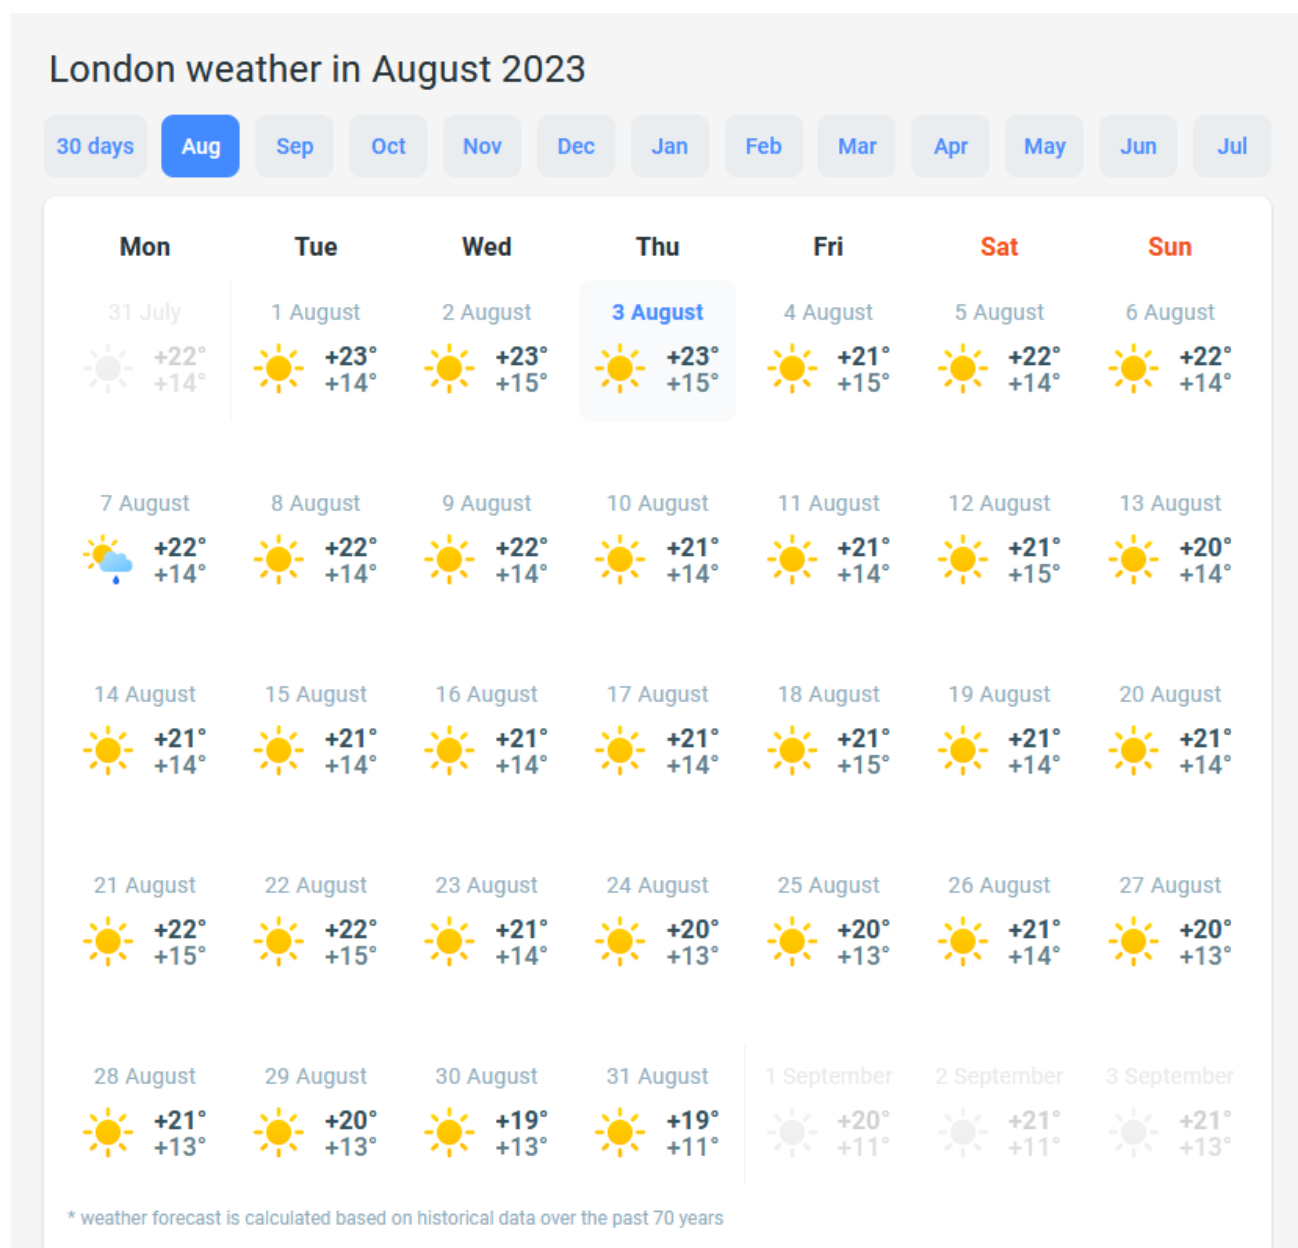 London weather in August 2023
30 days Aug Sep Oct Nov Dec Jan Feb Mar Apr May Jun Jul
Mon Tue Wed Thu Fri Sat Sun
31 July 1 August 2 August 3 August 4 August 5 August 6 August
+22° +23° +23° +23° +21° +22° +22°
+14° +14° +15° +15° +15° +14° +14°
7 August 8 August 9 August 10 August 11 August 12 August 13 August
+22° +22° +22° +21° +21° +21° +20°
+14° +14° +14° +14° +14° +15° +14°
14 August 15 August 16 August 17 August 18 August 19 August 20 August
+21° +21° +21° +21° +21° +21° +21°
+14° +14° +14° +14° +15° +14° +14°
21 August 22 August 23 August 24 August 25 August 26 August 27 August
+22° +22° +21° +20° +20° +21° +20°
+15° +15° +14° +13° +13° +14° +13°
28 August 29 August 30 August 31 August 1 September 2 September 3 September
+21° +20° +19° +19° +20° +21° +21°
+13° +13° +13° +11° +11° +11° +13°
* weather forecast is calculated based on historical data over the past 70 years